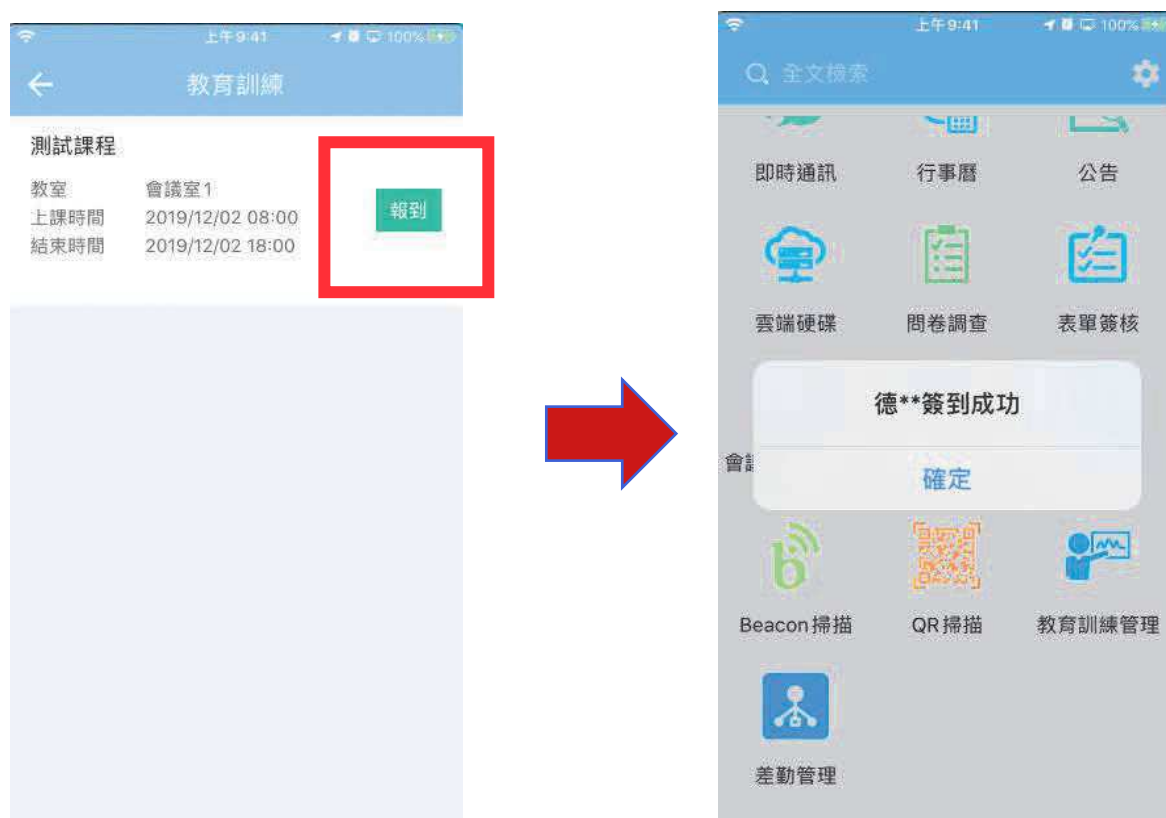 上午9:41
100%
教育訓練
測試課程
教室 會議室1
上課時間 2019/12/02 08:00
結束時間 2019/12/02 18:00
報到
上午9:41
100%
全文檢索
即時通訊 行事曆 公告
雲端硬碟 問卷調查 表單簽核
德**簽到成功
會議
確定
Beacon掃描 QR掃描 教育訓練管理
差勤管理